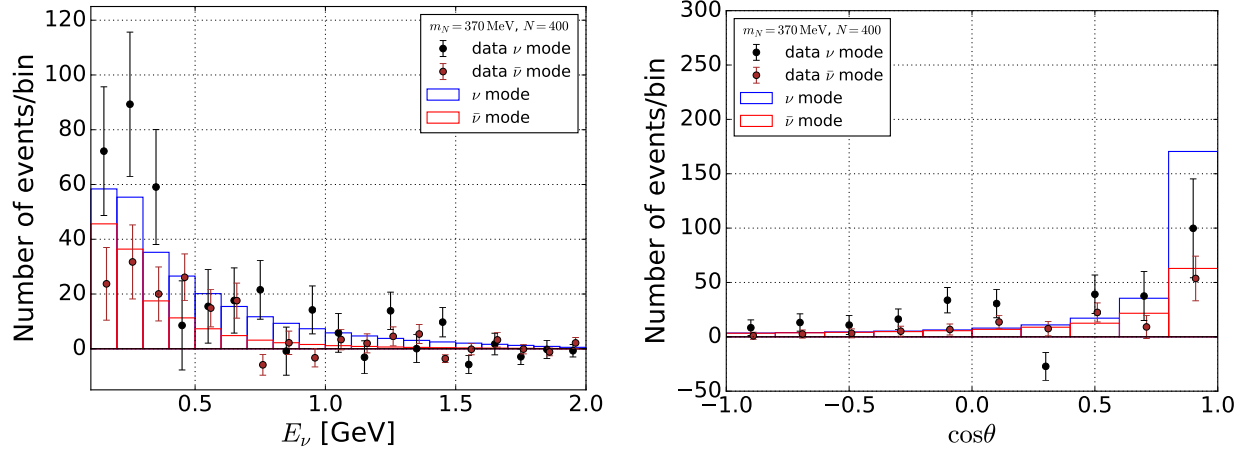 120
100
80
60
40
20
0
Number of events/bin
0.5
1.0
1.5
2.0
E_ν [GeV]
m_N = 370 MeV, N = 400
data ν mode
data ν̄ mode
ν mode
ν̄ mode
300
250
200
150
100
50
0
−50
Number of events/bin
−1.0
−0.5
0.0
0.5
1.0
cosθ
m_N = 370 MeV, N = 400
data ν mode
data ν̄ mode
ν mode
ν̄ mode